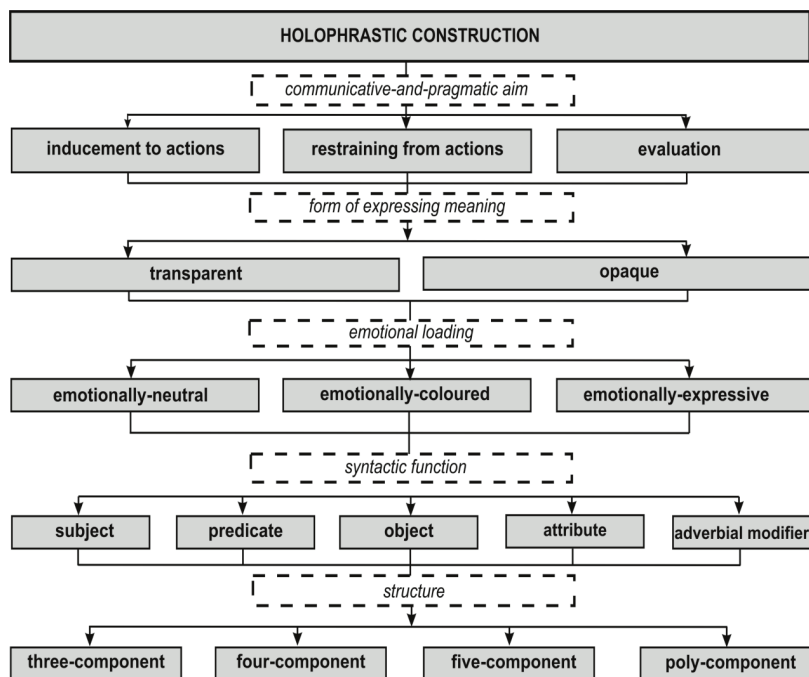 HOLOPHRASTIC CONSTRUCTION
communicative-and-pragmatic aim
inducement to actions
restraining from actions
evaluation
form of expressing meaning
transparent
opaque
emotional loading
emotionally-neutral
emotionally-coloured
emotionally-expressive
syntactic function
subject
predicate
object
attribute
adverbial modifier
structure
three-component
four-component
five-component
poly-component